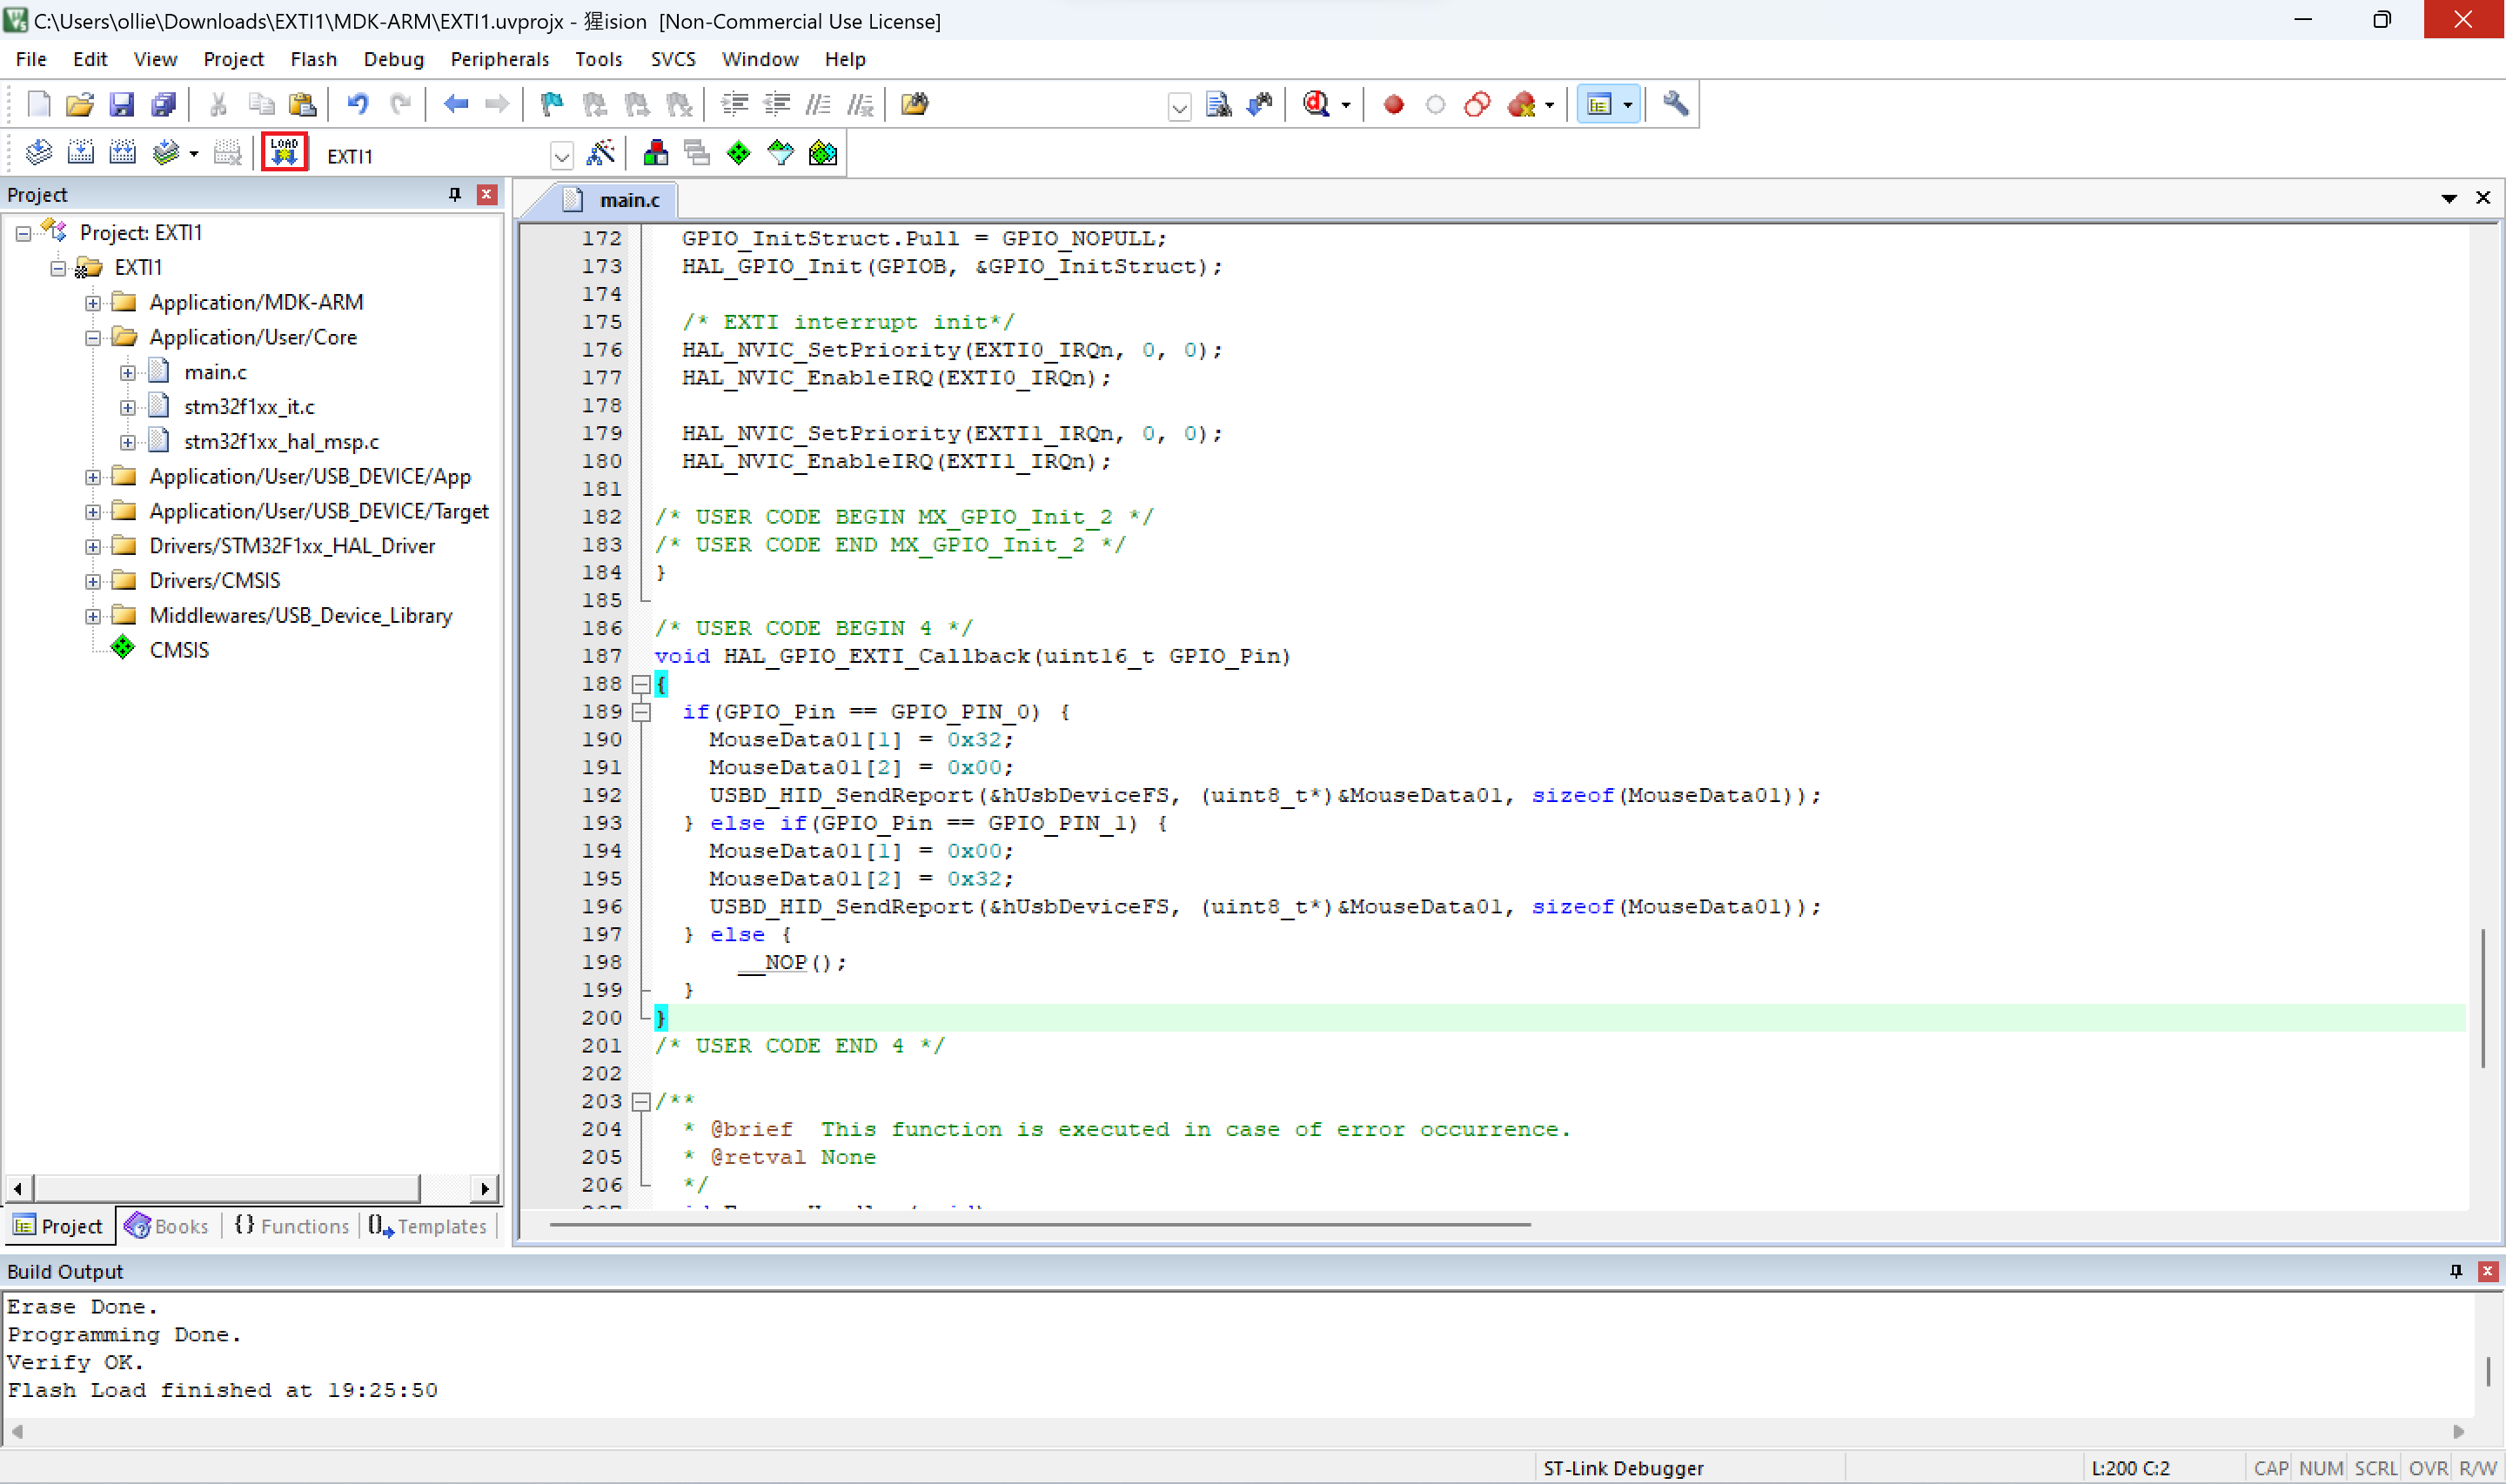 C:\Users\ollie\Downloads\EXTI1\MDK-ARM\EXTI1.uvprojx - 猩ision [Non-Commercial Use License]
File Edit View Project Flash Debug Peripherals Tools SVCS Window Help
LOAD EXTI1
Project
Project: EXTI1
EXTI1
Application/MDK-ARM
Application/User/Core
main.c
stm32f1xx_it.c
stm32f1xx_hal_msp.c
Application/User/USB_DEVICE/App
Application/User/USB_DEVICE/Target
Drivers/STM32F1xx_HAL_Driver
Drivers/CMSIS
Middlewares/USB_Device_Library
CMSIS
Project Books {} Functions Templates
main.c
172 GPIO_InitStruct.Pull = GPIO_NOPULL;
173 HAL_GPIO_Init(GPIOB, &GPIO_InitStruct);
174
175 /* EXTI interrupt init*/
176 HAL_NVIC_SetPriority(EXTI0_IRQn, 0, 0);
177 HAL_NVIC_EnableIRQ(EXTI0_IRQn);
178
179 HAL_NVIC_SetPriority(EXTI1_IRQn, 0, 0);
180 HAL_NVIC_EnableIRQ(EXTI1_IRQn);
181
182 /* USER CODE BEGIN MX_GPIO_Init_2 */
183 /* USER CODE END MX_GPIO_Init_2 */
184 }
185
186 /* USER CODE BEGIN 4 */
187 void HAL_GPIO_EXTI_Callback(uint16_t GPIO_Pin)
188 {
189 if(GPIO_Pin == GPIO_PIN_0) {
190 MouseData01[1] = 0x32;
191 MouseData01[2] = 0x00;
192 USBD_HID_SendReport(&hUsbDeviceFS, (uint8_t*)&MouseData01, sizeof(MouseData01));
193 } else if(GPIO_Pin == GPIO_PIN_1) {
194 MouseData01[1] = 0x00;
195 MouseData01[2] = 0x32;
196 USBD_HID_SendReport(&hUsbDeviceFS, (uint8_t*)&MouseData01, sizeof(MouseData01));
197 } else {
198 __NOP();
199 }
200 }
201 /* USER CODE END 4 */
202
203 /**
204 * @brief This function is executed in case of error occurrence.
205 * @retval None
206 */
Build Output
Erase Done.
Programming Done.
Verify OK.
Flash Load finished at 19:25:50
ST-Link Debugger L:200 C:2 CAP NUM SCRL OVR R/W